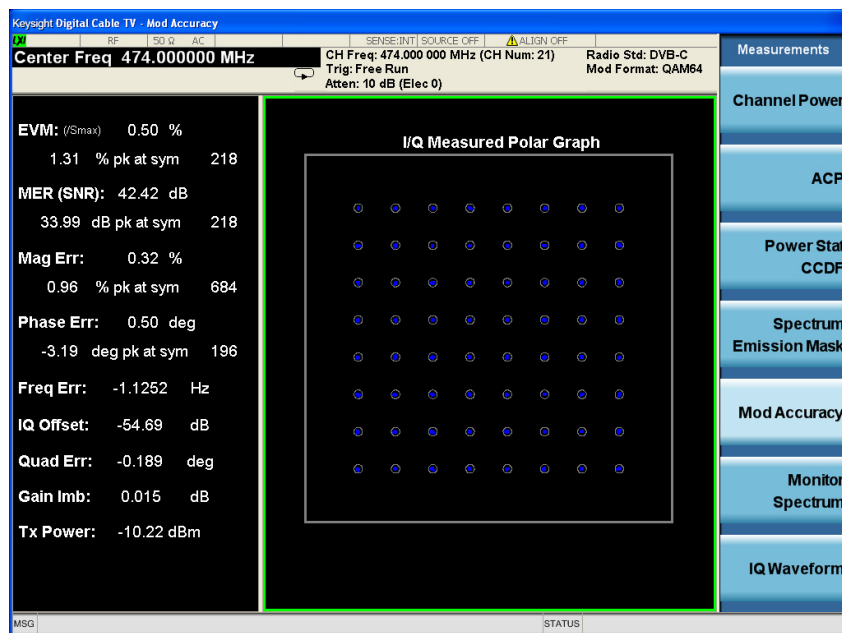 Keysight Digital Cable TV - Mod Accuracy
LXI RF 50 Ω AC SENSE:INT SOURCE OFF ALIGN OFF
Center Freq 474.000000 MHz
CH Freq: 474.000 000 MHz (CH Num: 21) Radio Std: DVB-C
Trig: Free Run Mod Format: QAM64
Atten: 10 dB (Elec 0)
EVM: (/Smax) 0.50 %
1.31 % pk at sym 218
MER (SNR): 42.42 dB
33.99 dB pk at sym 218
Mag Err: 0.32 %
0.96 % pk at sym 684
Phase Err: 0.50 deg
-3.19 deg pk at sym 196
Freq Err: -1.1252 Hz
IQ Offset: -54.69 dB
Quad Err: -0.189 deg
Gain Imb: 0.015 dB
Tx Power: -10.22 dBm
I/Q Measured Polar Graph
Measurements
Channel Power
ACP
Power Stat
CCDF
Spectrum
Emission Mask
Mod Accuracy
Monitor
Spectrum
IQ Waveform
MSG STATUS